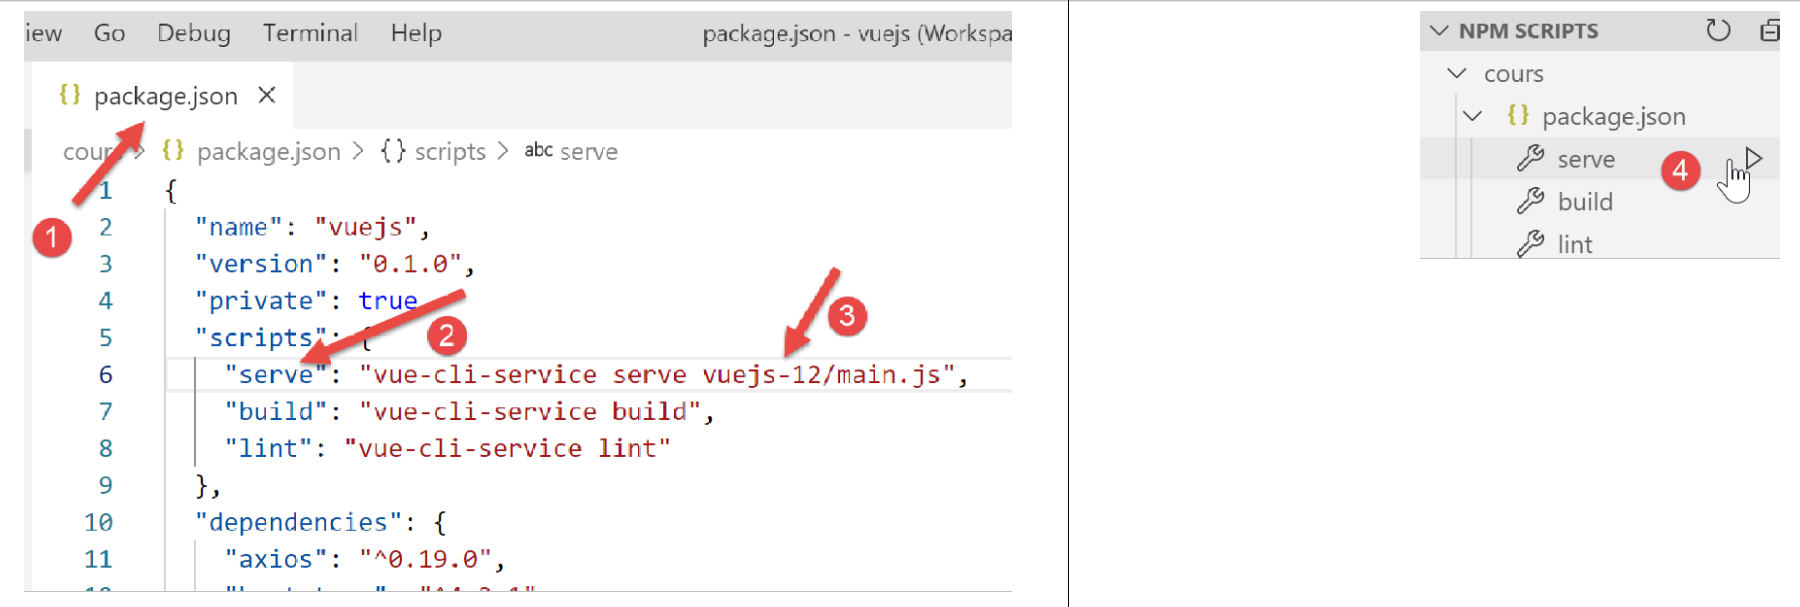 iew Go Debug Terminal Help package.json - vuejs (Workspa
{} package.json ×
cours > {} package.json > {} scripts > abc serve
1 {
2 "name": "vuejs",
3 "version": "0.1.0",
4 "private": true
5 "scripts": {
6 "serve": "vue-cli-service serve vuejs-12/main.js",
7 "build": "vue-cli-service build",
8 "lint": "vue-cli-service lint"
9 },
10 "dependencies": {
11 "axios": "^0.19.0",
1
2
3
NPM SCRIPTS
cours
{} package.json
serve
4
build
lint